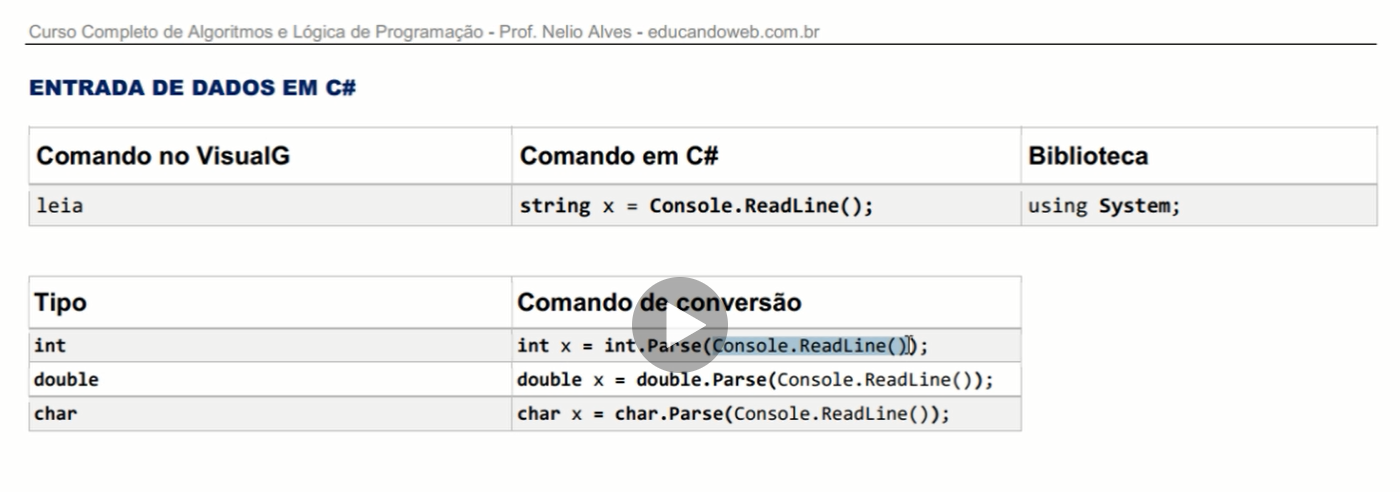 Curso Completo de Algoritmos e Lógica de Programação - Prof. Nelio Alves - educandoweb.com.br
ENTRADA DE DADOS EM C#
Comando no VisualG Comando em C# Biblioteca
leia string x = Console.ReadLine(); using System;
Tipo Comando de conversão
int int x = int.Parse(Console.ReadLine());
double double x = double.Parse(Console.ReadLine());
char char x = char.Parse(Console.ReadLine());